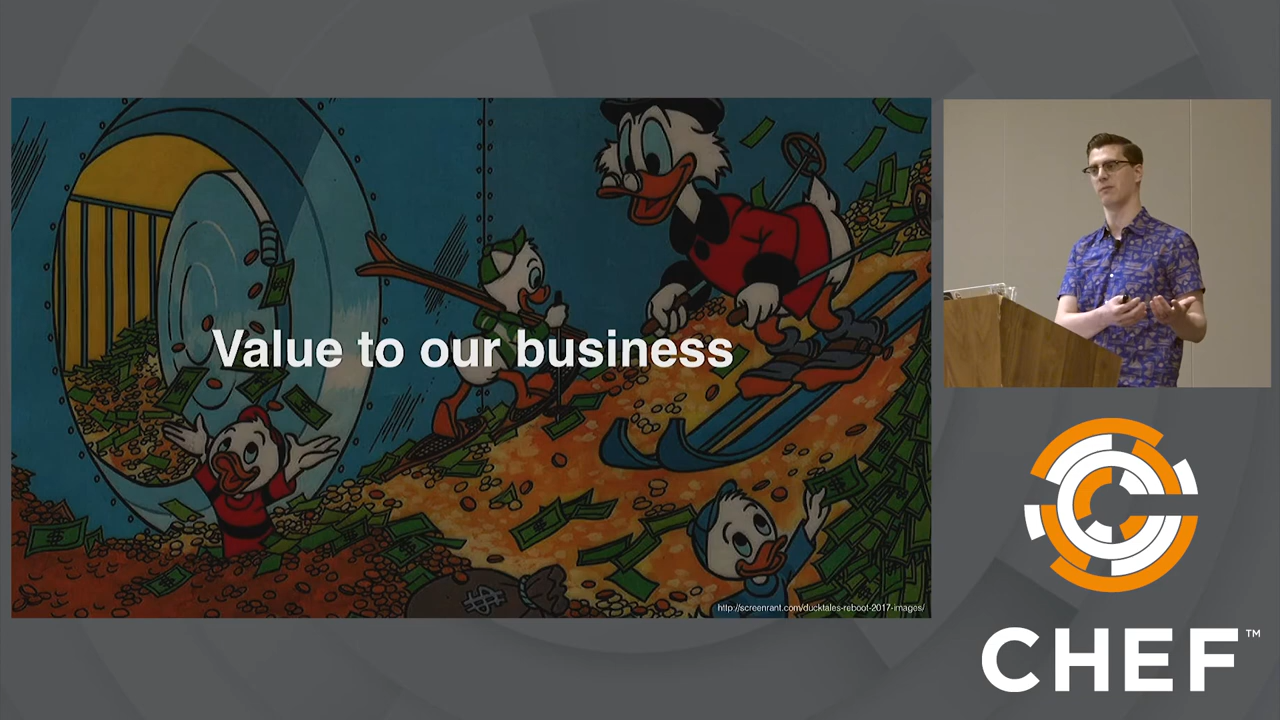 Value to our business
http://screenrant.com/ducktales-reboot-2017-images/
CHEF™